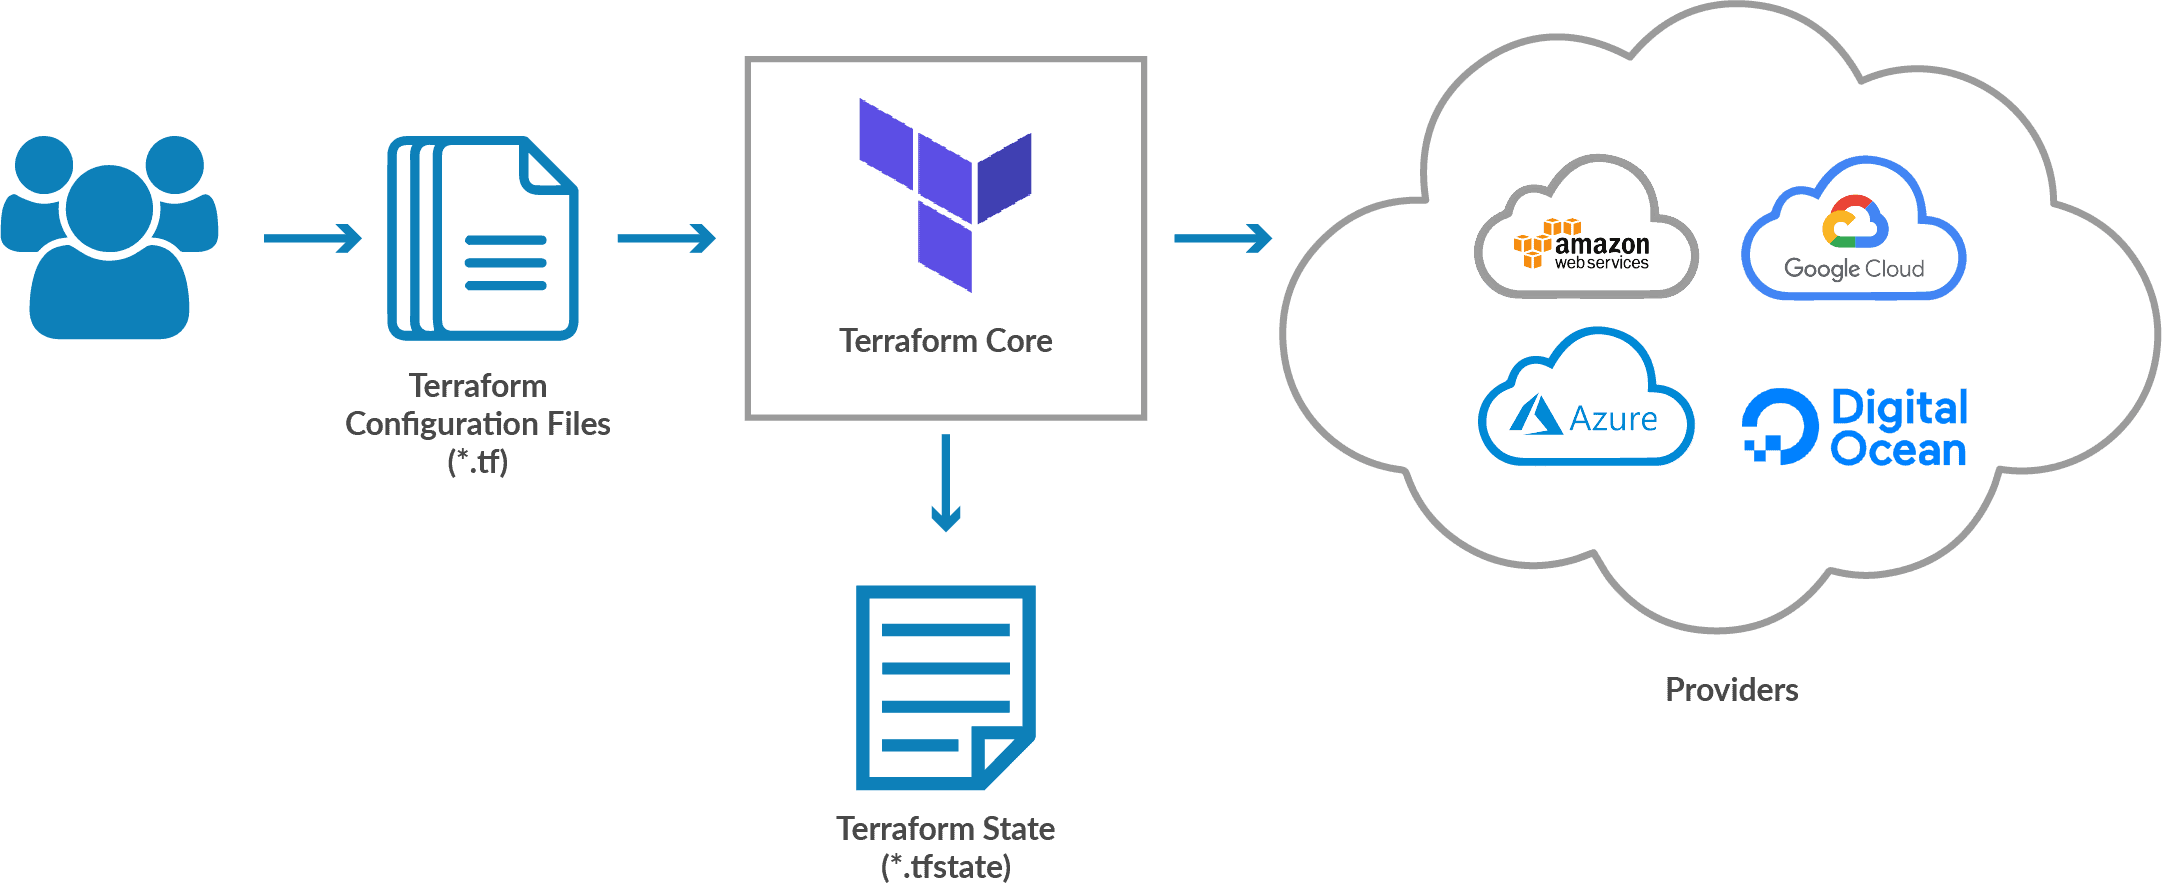 Terraform
Configuration Files
(*.tf)
Terraform Core
Terraform State
(*.tfstate)
amazon
web services
Google Cloud
Azure
Digital
Ocean
Providers